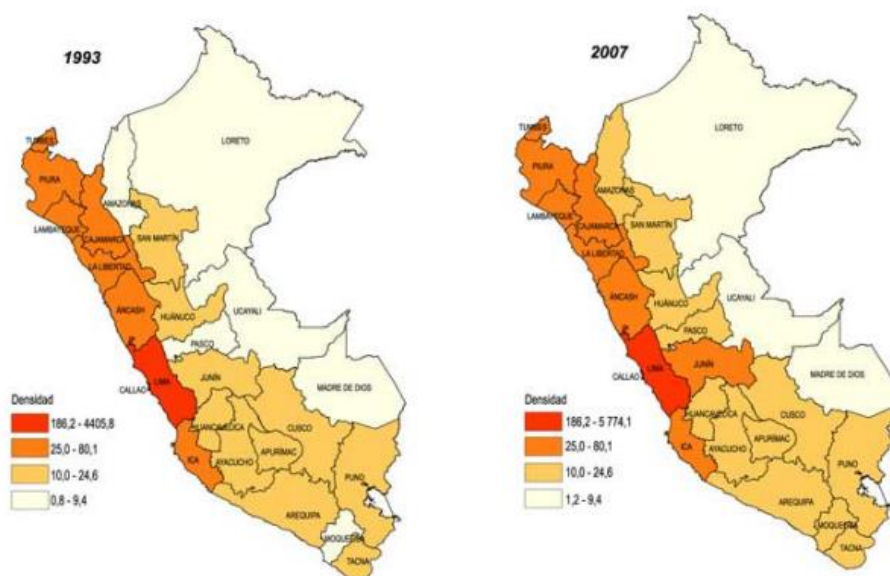 1993
TUMBES
PIURA
LORETO
AMAZONAS
LAMBAYEQUE
CAJAMARCA
SAN MARTÍN
LA LIBERTAD
ÁNCASH
HUÁNUCO
UCAYALI
PASCO
CALLAO
LIMA
JUNÍN
MADRE DE DIOS
HUANCAVELICA
CUSCO
ICA
AYACUCHO
APURÍMAC
PUNO
AREQUIPA
MOQUEGUA
TACNA
Densidad
186,2 - 4405,8
25,0 - 80,1
10,0 - 24,6
0,8 - 9,4
2007
TUMBES
PIURA
LORETO
AMAZONAS
LAMBAYEQUE
CAJAMARCA
SAN MARTÍN
LA LIBERTAD
ÁNCASH
HUÁNUCO
UCAYALI
PASCO
CALLAO
LIMA
JUNÍN
MADRE DE DIOS
HUANCAVELICA
CUSCO
ICA
AYACUCHO
APURÍMAC
PUNO
AREQUIPA
MOQUEGUA
TACNA
Densidad
186,2 - 5 774,1
25,0 - 80,1
10,0 - 24,6
1,2 - 9,4